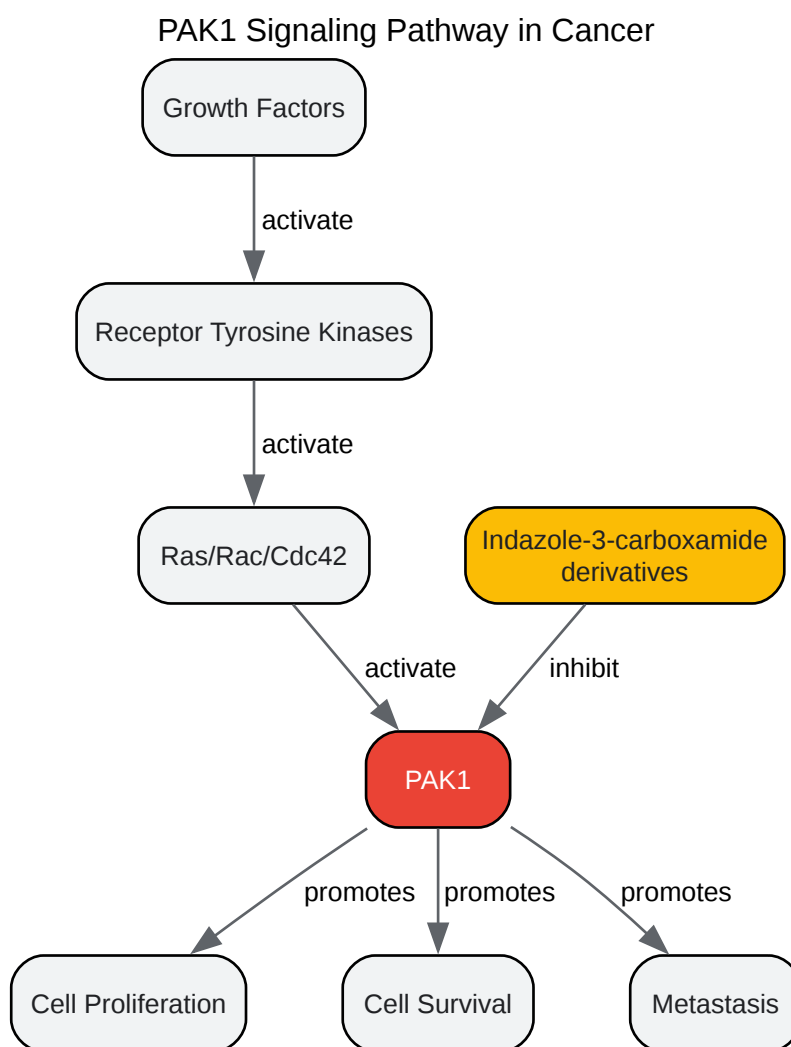 PAK1 Signaling Pathway in Cancer
Growth Factors
activate
Receptor Tyrosine Kinases
activate
Ras/Rac/Cdc42
Indazole-3-carboxamide
derivatives
activate
inhibit
PAK1
promotes
promotes
promotes
Cell Proliferation
Cell Survival
Metastasis